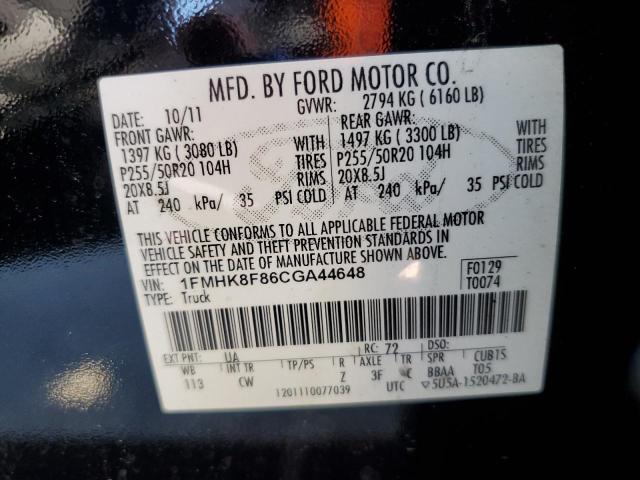 MFD. BY FORD MOTOR CO.
DATE: 10/11 GVWR: 2794 KG ( 6160 LB)
FRONT GAWR: REAR GAWR:
1397 KG ( 3080 LB) WITH 1497 KG ( 3300 LB) WITH
P255/50R20 104H TIRES P255/50R20 104H TIRES
20X8.5J RIMS 20X8.5J RIMS
AT 240 kPa/ 35 PSI COLD AT 240 kPa/ 35 PSI COLD
THIS VEHICLE CONFORMS TO ALL APPLICABLE FEDERAL MOTOR
VEHICLE SAFETY AND THEFT PREVENTION STANDARDS IN
EFFECT ON THE DATE OF MANUFACTURE SHOWN ABOVE.
VIN: 1FMHK8F86CGA44648 F0129
TYPE: Truck T0074
EXT PNT: UA RC: 72 DSO:
WB INT TR TP/PS R AXLE TR SPR CUB15
113 CW Z 3F C BBAA T05
1201110077039 UTC ▽5U5A-1520472-BA